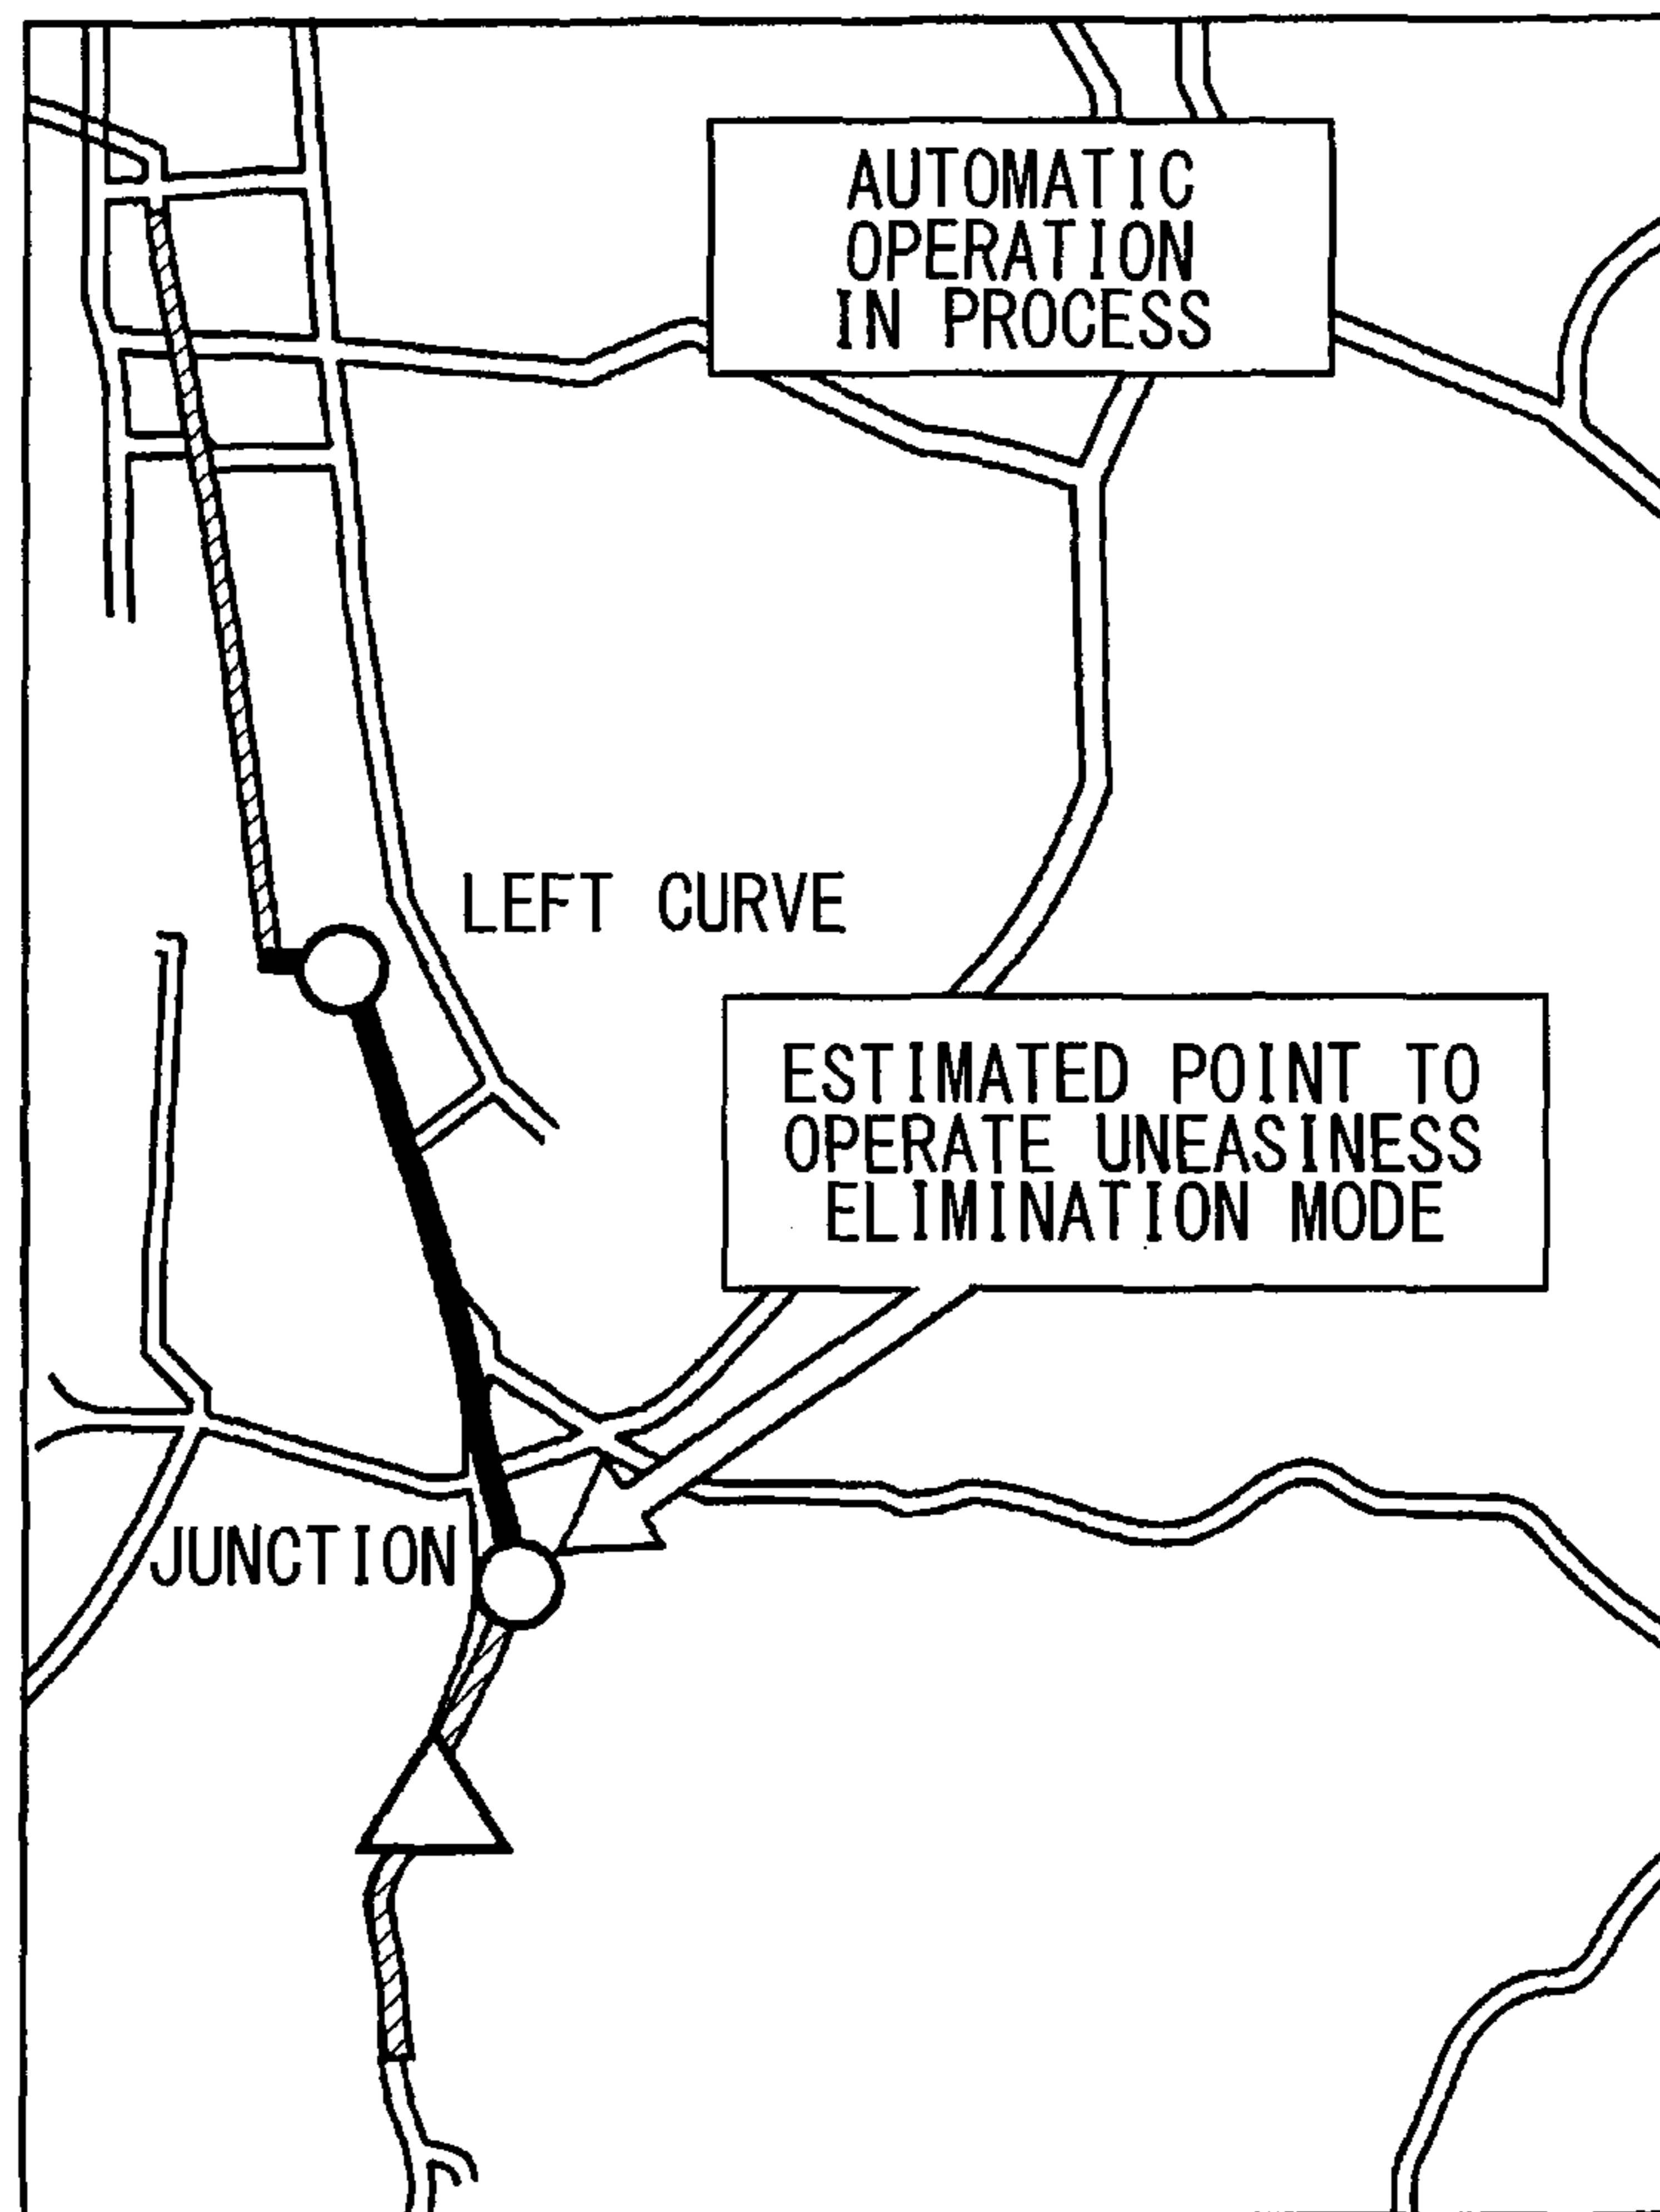 AUTOMATIC
OPERATION
IN PROCESS
LEFT CURVE
ESTIMATED POINT TO
OPERATE UNEASINESS
ELIMINATION MODE
JUNCTION